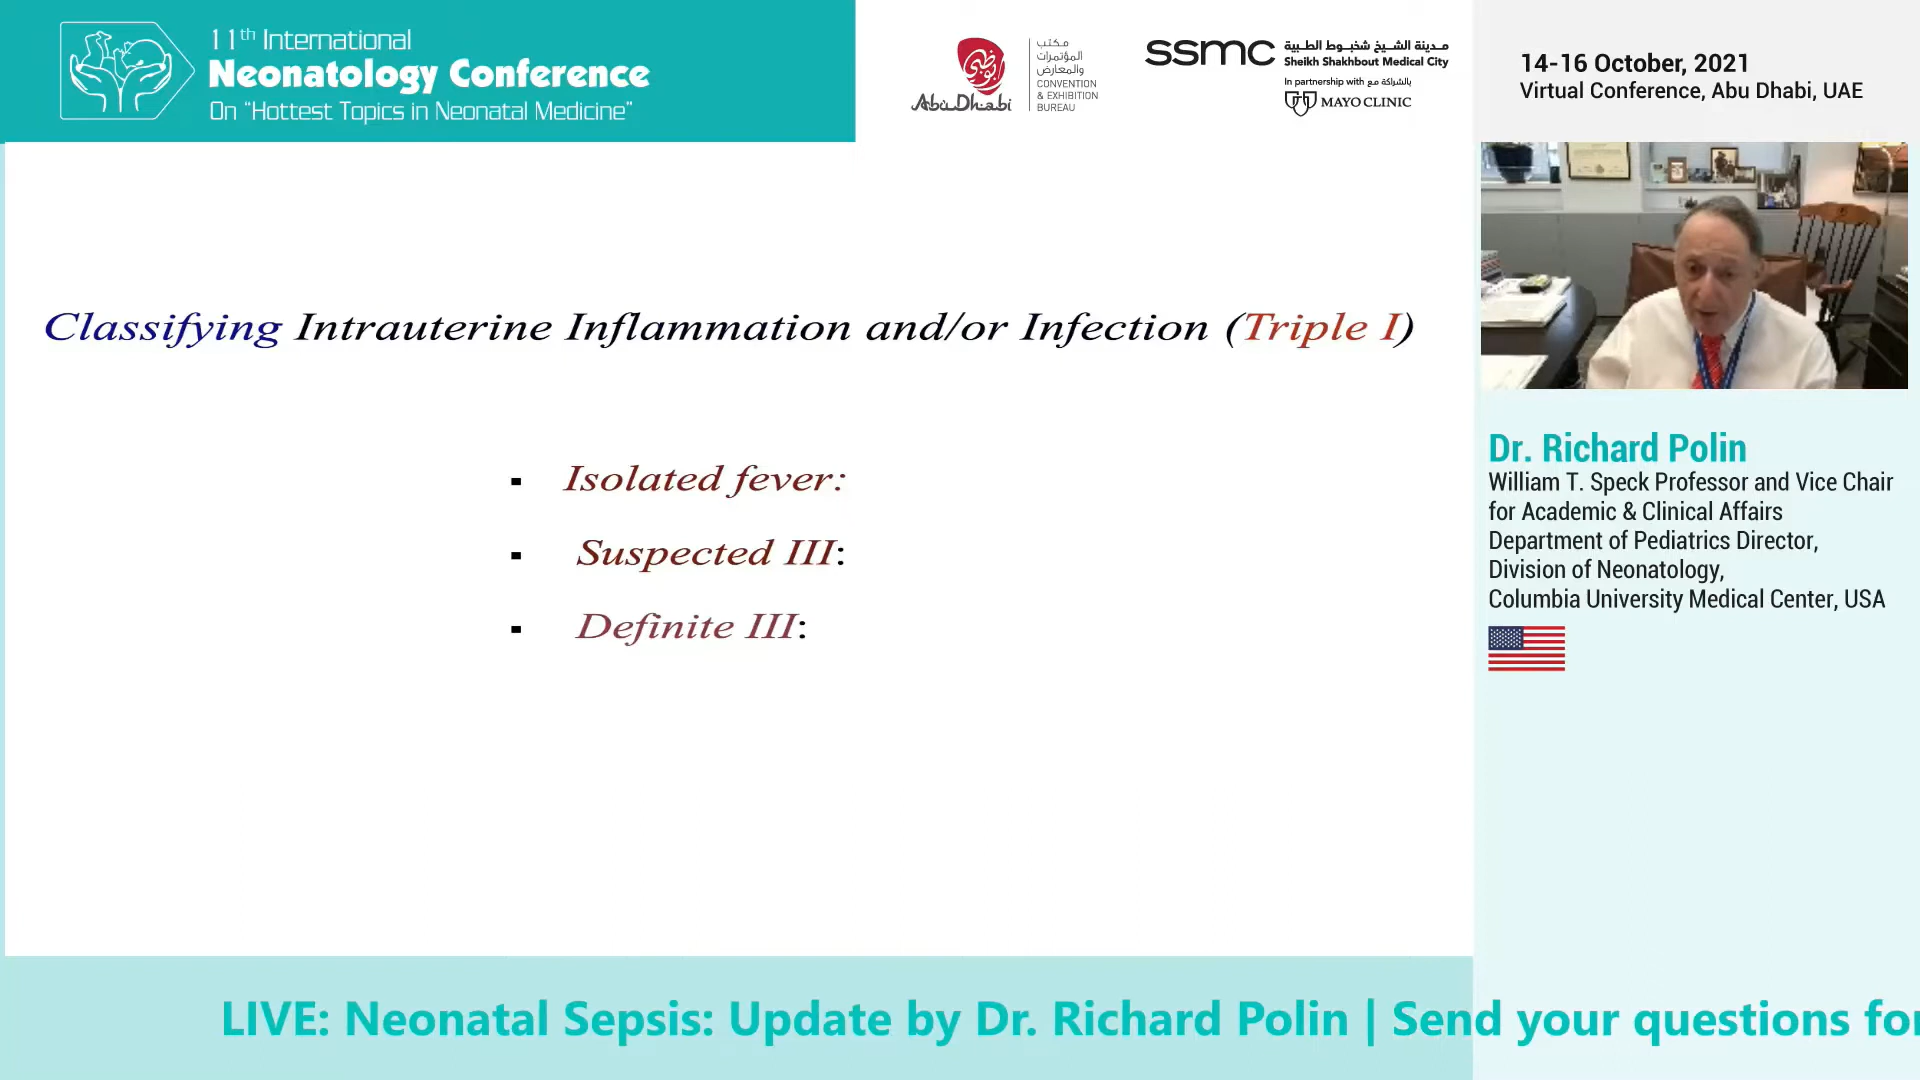 11th International
Neonatology Conference
On “Hottest Topics in Neonatal Medicine”
أبوظبي
Abu Dhabi
مكتب
المؤتمرات
والمعارض
CONVENTION
& EXHIBITION
BUREAU
ssmc
مدينة الشيخ شخبوط الطبية
Sheikh Shakhbout Medical City
In partnership with بالشراكة مع
MAYO CLINIC
14-16 October, 2021
Virtual Conference, Abu Dhabi, UAE
Classifying Intrauterine Inflammation and/or Infection (Triple I)
▪ Isolated fever:
▪ Suspected III:
▪ Definite III:
Dr. Richard Polin
William T. Speck Professor and Vice Chair
for Academic & Clinical Affairs
Department of Pediatrics Director,
Division of Neonatology,
Columbia University Medical Center, USA
LIVE: Neonatal Sepsis: Update by Dr. Richard Polin | Send your questions for